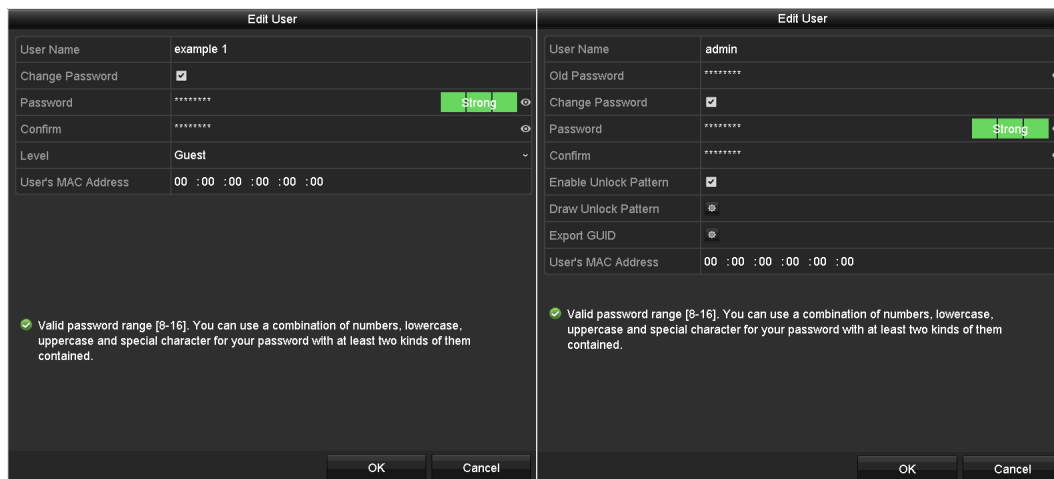 Edit User
User Name example 1
Change Password
Password ******** Strong
Confirm ********
Level Guest
User's MAC Address 00 :00 :00 :00 :00 :00
Valid password range [8-16]. You can use a combination of numbers, lowercase,
uppercase and special character for your password with at least two kinds of them
contained.
OK Cancel
Edit User
User Name admin
Old Password ********
Change Password
Password ******** Strong
Confirm ********
Enable Unlock Pattern
Draw Unlock Pattern
Export GUID
User's MAC Address 00 :00 :00 :00 :00 :00
Valid password range [8-16]. You can use a combination of numbers, lowercase,
uppercase and special character for your password with at least two kinds of them
contained.
OK Cancel